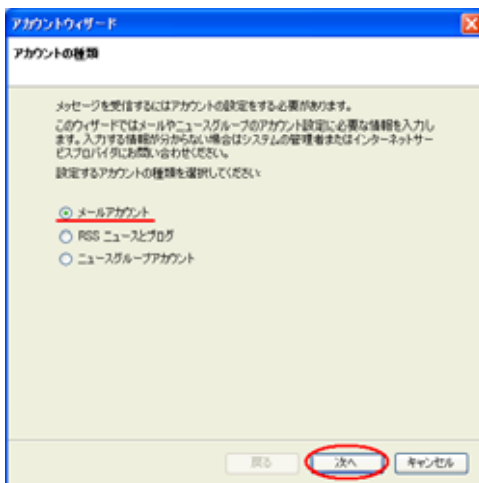 アカウントウィザード
アカウントの種類
メッセージを受信するにはアカウントの設定をする必要があります。
このウィザードではメールやニュースグループのアカウント設定に必要な情報を入力し
ます。入力する情報が分からない場合はシステムの管理者またはインターネットサー
ビスプロバイダにお問い合わせください。
設定するアカウントの種類を選択してください:
メールアカウント
RSS ニュースとブログ
ニュースグループアカウント
戻る
次へ
キャンセル